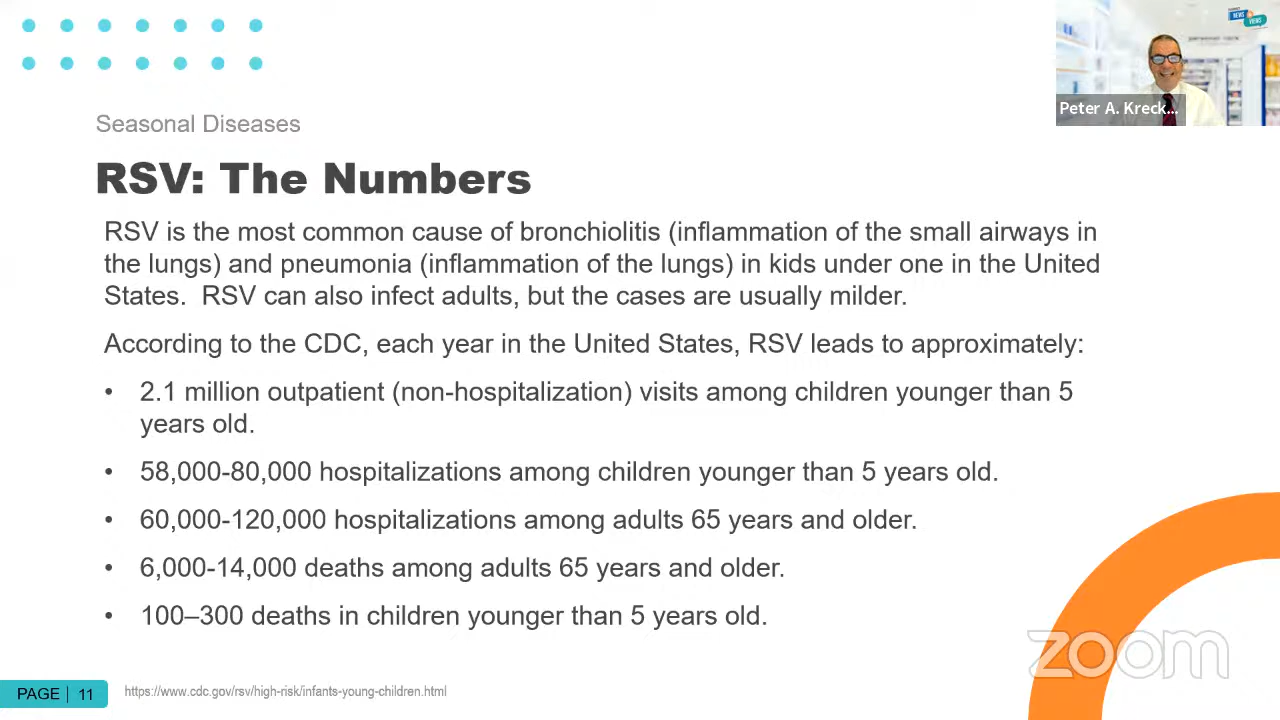 NEWS
VIEWS
Peter A. Kreck...
Seasonal Diseases
RSV: The Numbers
RSV is the most common cause of bronchiolitis (inflammation of the small airways in
the lungs) and pneumonia (inflammation of the lungs) in kids under one in the United
States.  RSV can also infect adults, but the cases are usually milder.
According to the CDC, each year in the United States, RSV leads to approximately:
• 2.1 million outpatient (non-hospitalization) visits among children younger than 5
years old.
• 58,000-80,000 hospitalizations among children younger than 5 years old.
• 60,000-120,000 hospitalizations among adults 65 years and older.
• 6,000-14,000 deaths among adults 65 years and older.
• 100–300 deaths in children younger than 5 years old.
zoom
PAGE | 11
https://www.cdc.gov/rsv/high-risk/infants-young-children.html